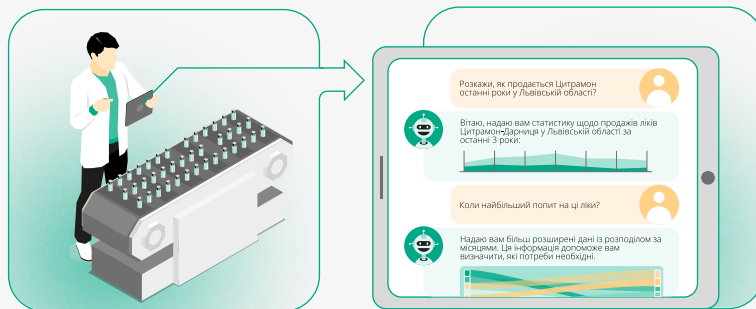 Розкажи, як продається Цитрамон
останні роки у Львівській області?
Вітаю, надаю вам статистику щодо продажів ліків
Цитрамон-Дарниця у Львівській області за
останні 3 роки:
Коли найбільший попит на ці ліки?
Надаю вам більш розширені дані із розподілом за
місяцями. Ця інформація допоможе вам
визначити, які потреби необхідні.